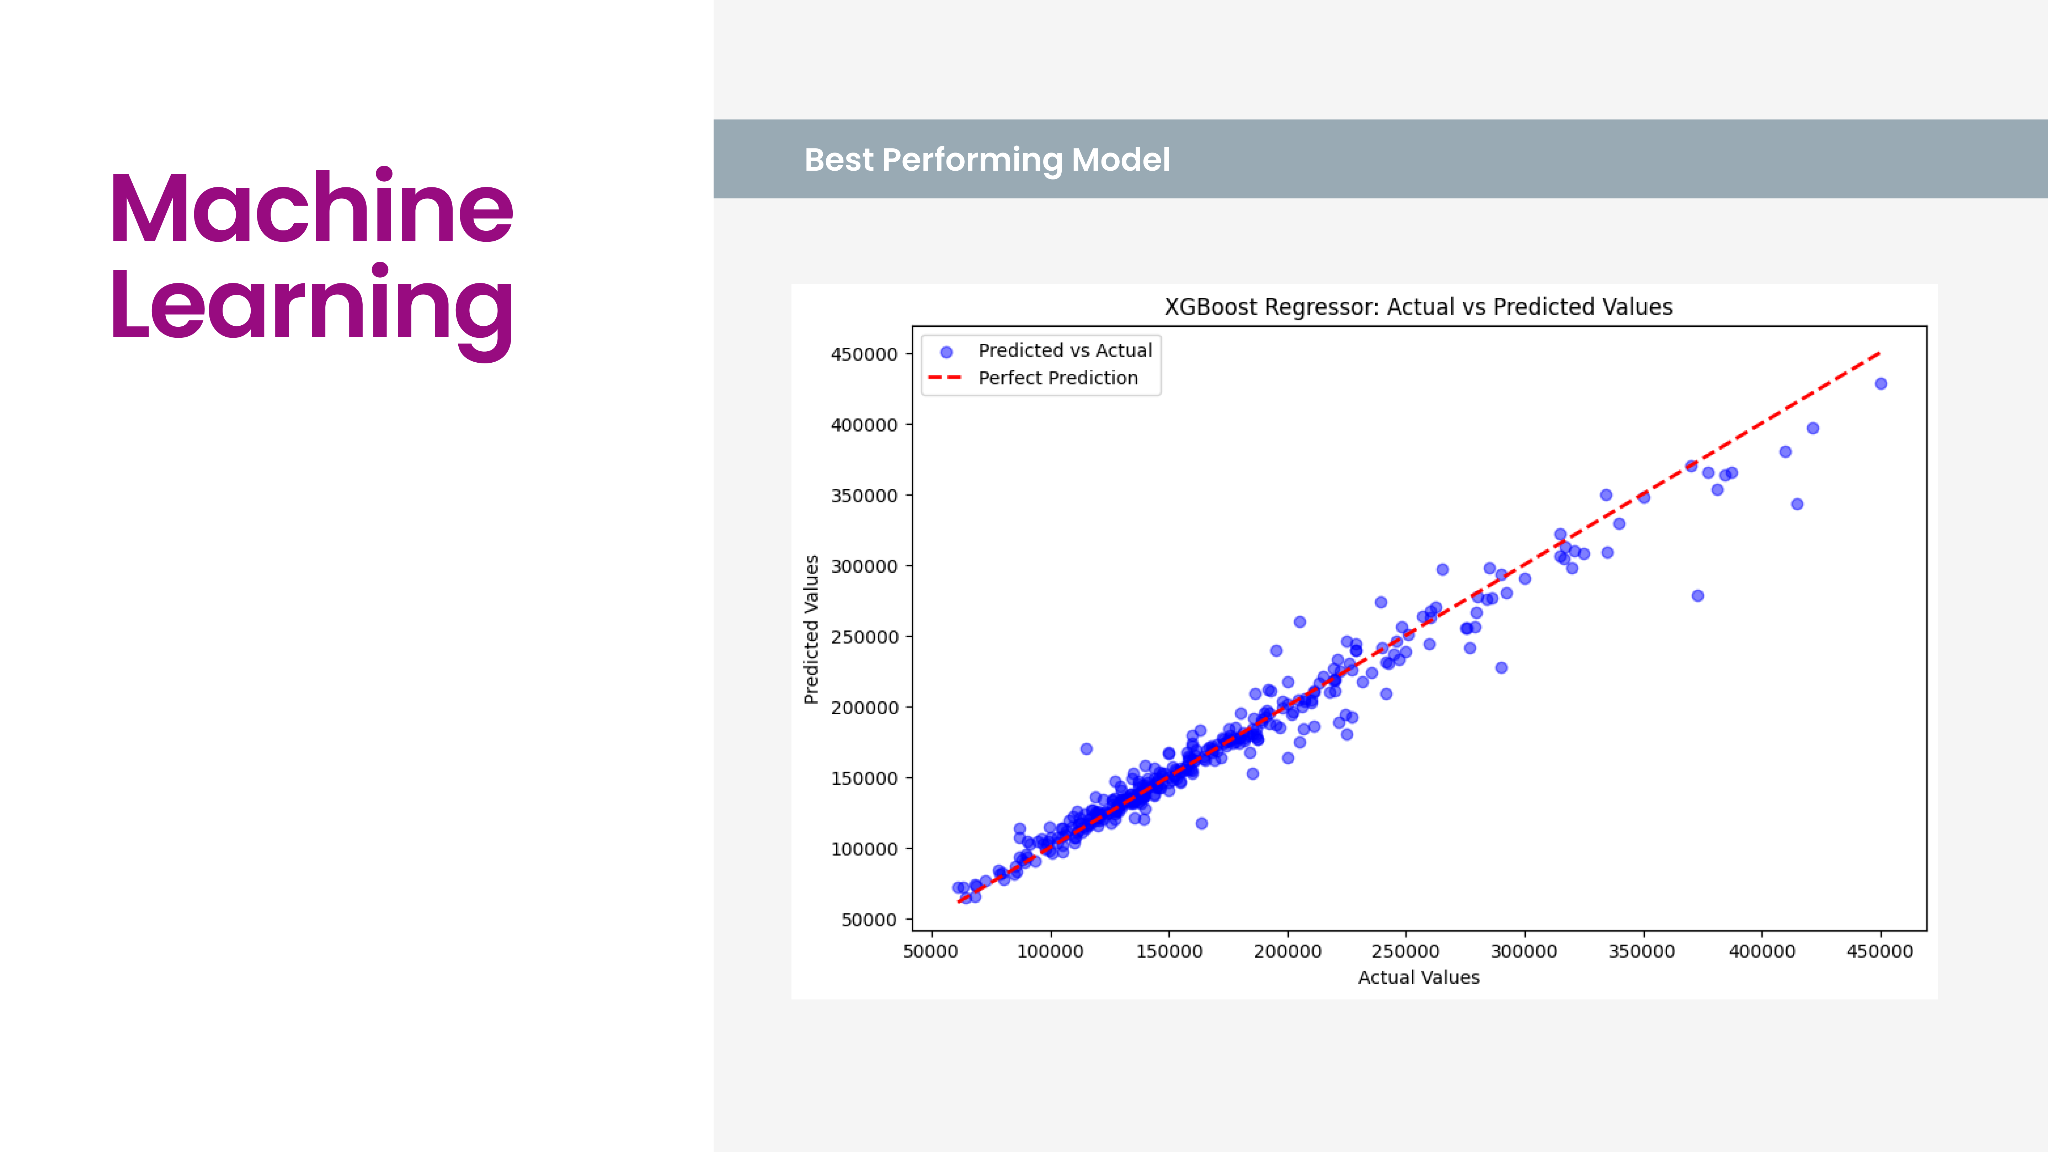 Machine
Learning
Best Performing Model
XGBoost Regressor: Actual vs Predicted Values
Predicted vs Actual
Perfect Prediction
Predicted Values
450000
400000
350000
300000
250000
200000
150000
100000
50000
50000 100000 150000 200000 250000 300000 350000 400000 450000
Actual Values